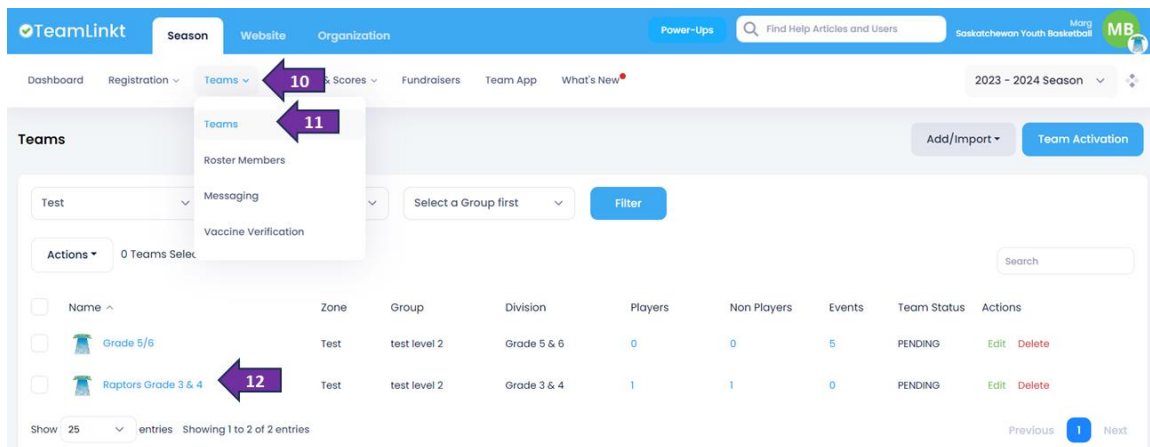 TeamLinkt
Season Website Organization
Power-Ups
Find Help Articles and Users
Marg
Saskatchewan Youth Basketball
MB
Dashboard Registration Teams 10 & Scores Fundraisers Team App What's New
2023 - 2024 Season
Teams 11
Roster Members
Messaging
Vaccine Verification
Teams
Add/Import Team Activation
Test Select a Group first Filter
Actions 0 Teams Selec
Search
Name Zone Group Division Players Non Players Events Team Status Actions
Grade 5/6 Test test level 2 Grade 5 & 6 0 0 5 PENDING Edit Delete
Raptors Grade 3 & 4 12 Test test level 2 Grade 3 & 4 1 1 0 PENDING Edit Delete
Show 25 entries Showing 1 to 2 of 2 entries
Previous 1 Next